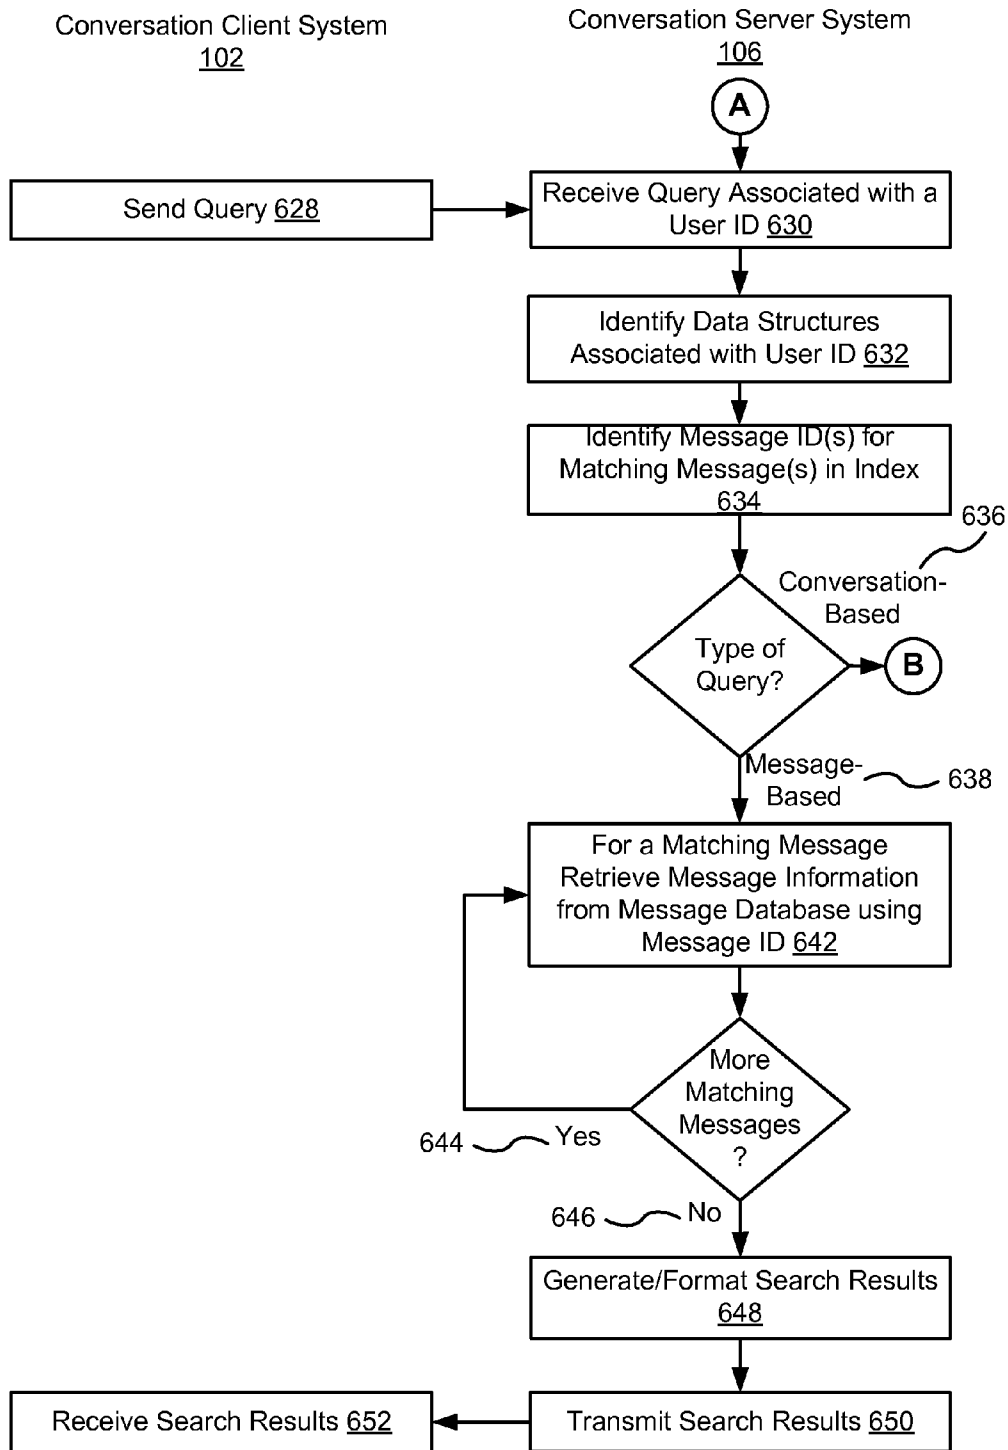 Conversation Client System
102
Conversation Server System
106
A
Send Query 628
Receive Query Associated with a
User ID 630
Identify Data Structures
Associated with User ID 632
Identify Message ID(s) for
Matching Message(s) in Index
634
636
Conversation-
Based
Type of
Query?
B
Message-
Based
638
For a Matching Message
Retrieve Message Information
from Message Database using
Message ID 642
More
Matching
Messages
?
644
Yes
646
No
Generate/Format Search Results
648
Receive Search Results 652
Transmit Search Results 650